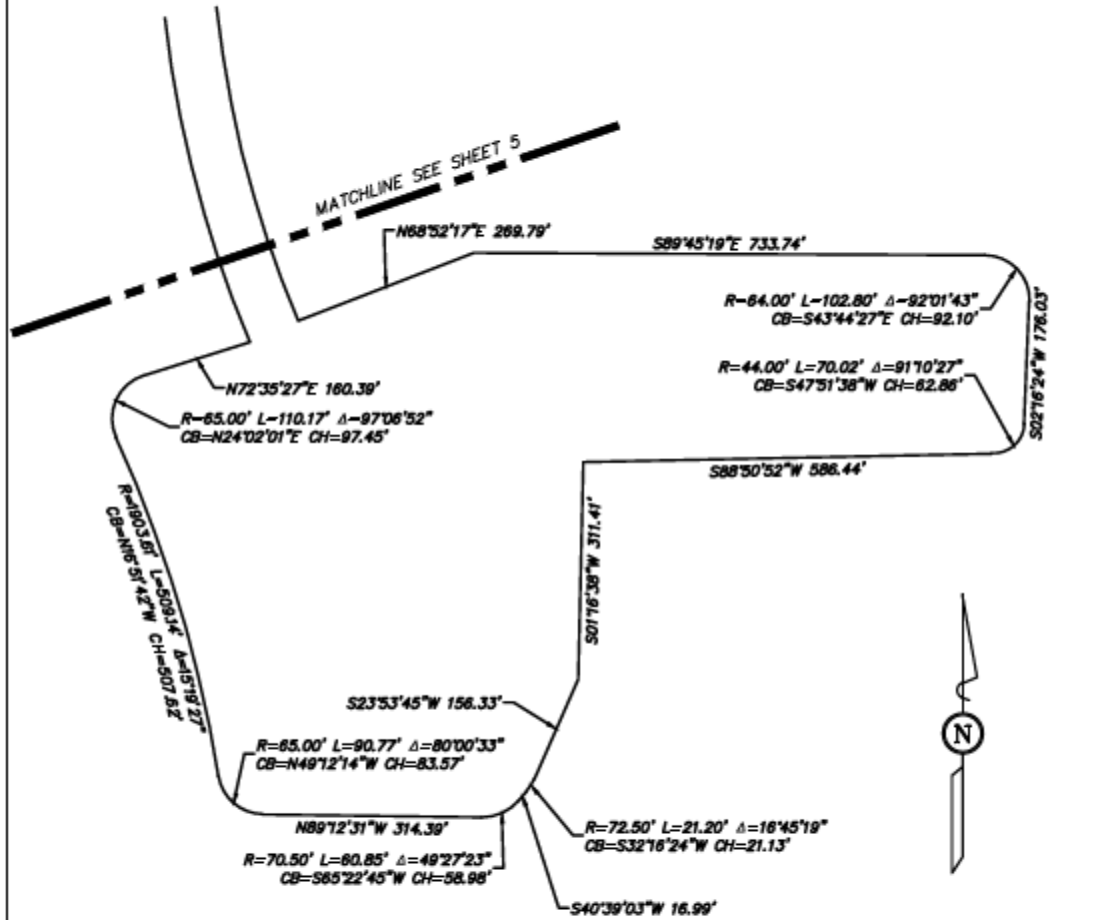 MATCHLINE SEE SHEET 5
N68°52'17"E 269.79'
S89°45'19"E 733.74'
R=64.00' L=102.80' Δ=92°01'43"
CB=S43°44'27"E CH=92.10'
S02°16'24"W 176.03'
R=44.00' L=70.02' Δ=91°10'27"
CB=S47°51'38"W CH=62.86'
N72°35'27"E 160.39'
R=65.00' L=110.17' Δ=97°06'52"
CB=N24°02'01"E CH=97.45'
S88°50'52"W 586.44'
R=1903.61' L=509.14' Δ=15°19'27"
CB=N16°51'42"W CH=507.62'
S01°16'38"W 311.41'
S23°53'45"W 156.33'
R=65.00' L=90.77' Δ=80°00'33"
CB=N49°12'14"W CH=83.57'
N
N89°12'31"W 314.39'
R=72.50' L=21.20' Δ=16°45'19"
CB=S32°16'24"W CH=21.13'
R=70.50' L=60.85' Δ=49°27'23"
CB=S65°22'45"W CH=58.98'
S40°39'03"W 16.99'